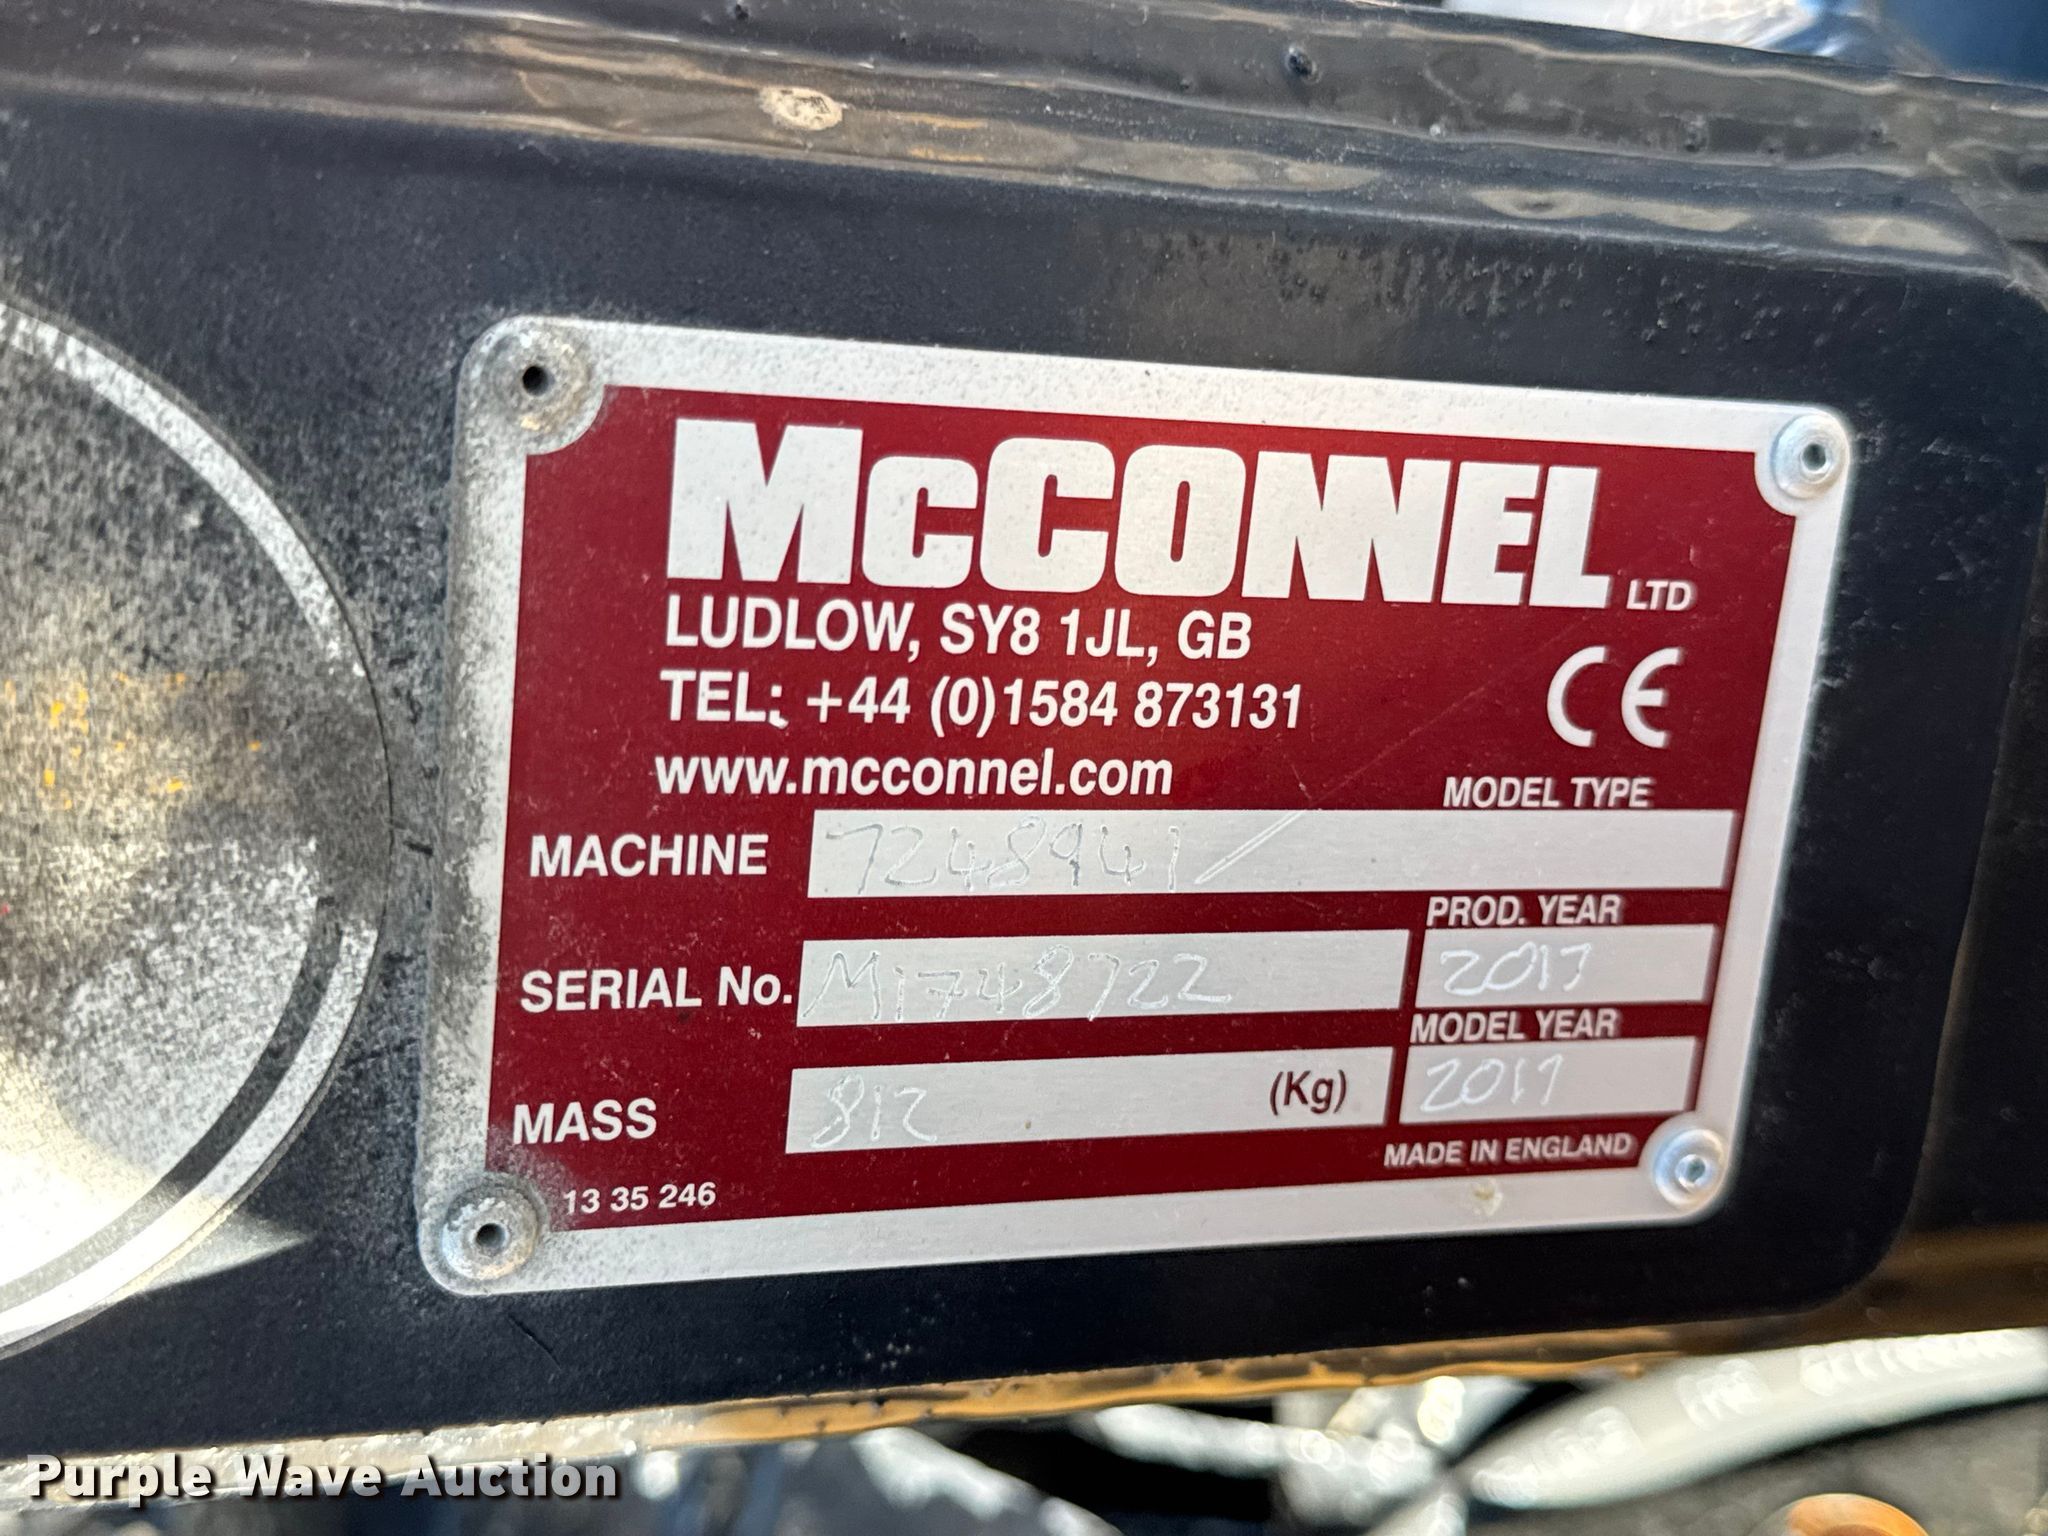 McCONNEL LTD
LUDLOW, SY8 1JL, GB
TEL: +44 (0)1584 873131
www.mcconnel.com
CE
MODEL TYPE
MACHINE 7248941/
PROD. YEAR
SERIAL No. M1748722 2017
MODEL YEAR
MASS 812 (Kg) 2017
MADE IN ENGLAND
13 35 246
Purple Wave Auction